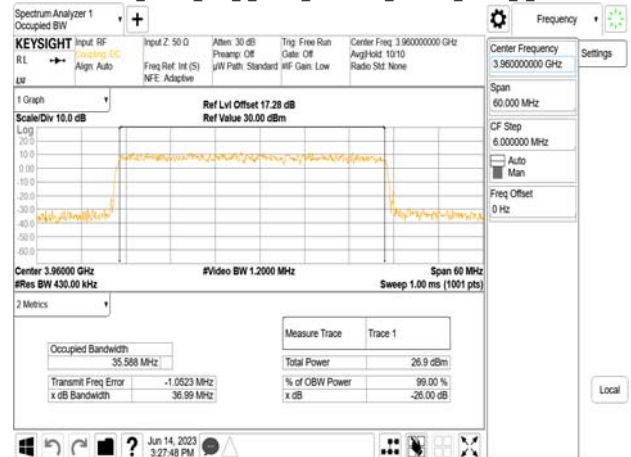 Spectrum Analyzer 1
Occupied BW
+
Frequency
KEYSIGHT
RL
Input: RF
Coupling: DC
Align: Auto
Input Z: 50 Ω
Freq Ref: Int (S)
NFE: Adaptive
Atten: 30 dB
Preamp: Off
µW Path: Standard
Trig: Free Run
Gate: Off
#IF Gain: Low
Center Freq: 3.960000000 GHz
Avg|Hold: 10/10
Radio Std: None
Center Frequency
3.960000000 GHz
Settings
Span
60.000 MHz
CF Step
6.000000 MHz
Auto
Man
Freq Offset
0 Hz
Local
1 Graph
Scale/Div 10.0 dB
Ref Lvl Offset 17.28 dB
Ref Value 30.00 dBm
Log
20.0
10.0
0.00
-10.0
-20.0
-30.0
-40.0
-50.0
-60.0
Center 3.96000 GHz
#Res BW 430.00 kHz
#Video BW 1.2000 MHz
Span 60 MHz
Sweep 1.00 ms (1001 pts)
2 Metrics
Measure Trace Trace 1
Occupied Bandwidth
35.588 MHz
Total Power 26.9 dBm
Transmit Freq Error -1.0523 MHz
% of OBW Power 99.00 %
x dB Bandwidth 36.99 MHz
x dB -26.00 dB
?
Jun 14, 2023
3:27:48 PM